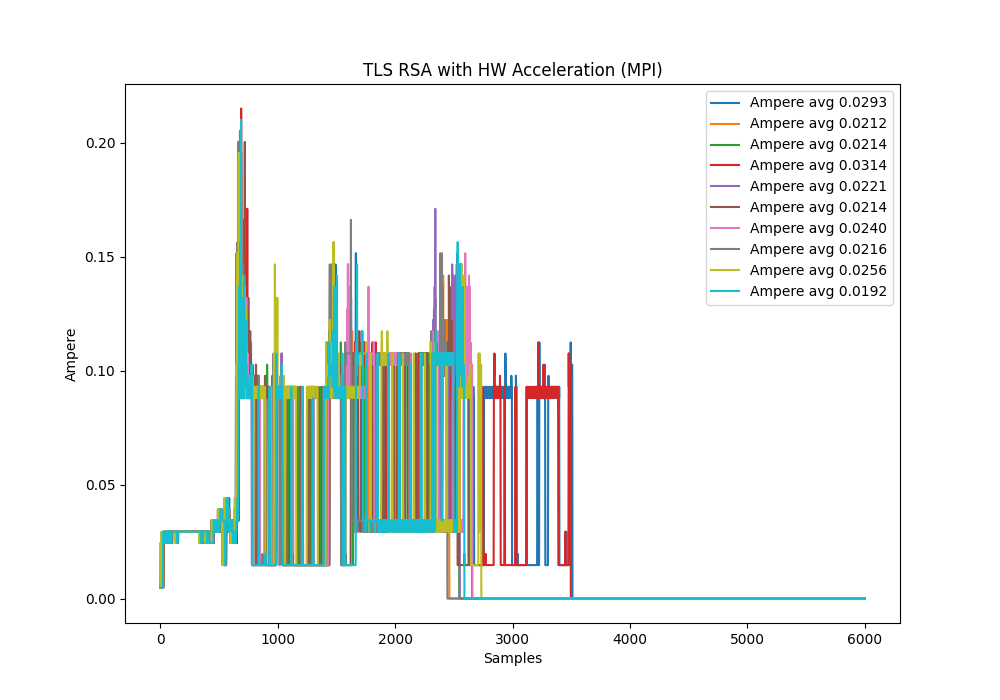 TLS RSA with HW Acceleration (MPI)
Ampere avg 0.0293
Ampere avg 0.0212
Ampere avg 0.0214
Ampere avg 0.0314
Ampere avg 0.0221
Ampere avg 0.0214
Ampere avg 0.0240
Ampere avg 0.0216
Ampere avg 0.0256
Ampere avg 0.0192
0.20
0.15
0.10
0.05
0.00
Ampere
0 1000 2000 3000 4000 5000 6000
Samples